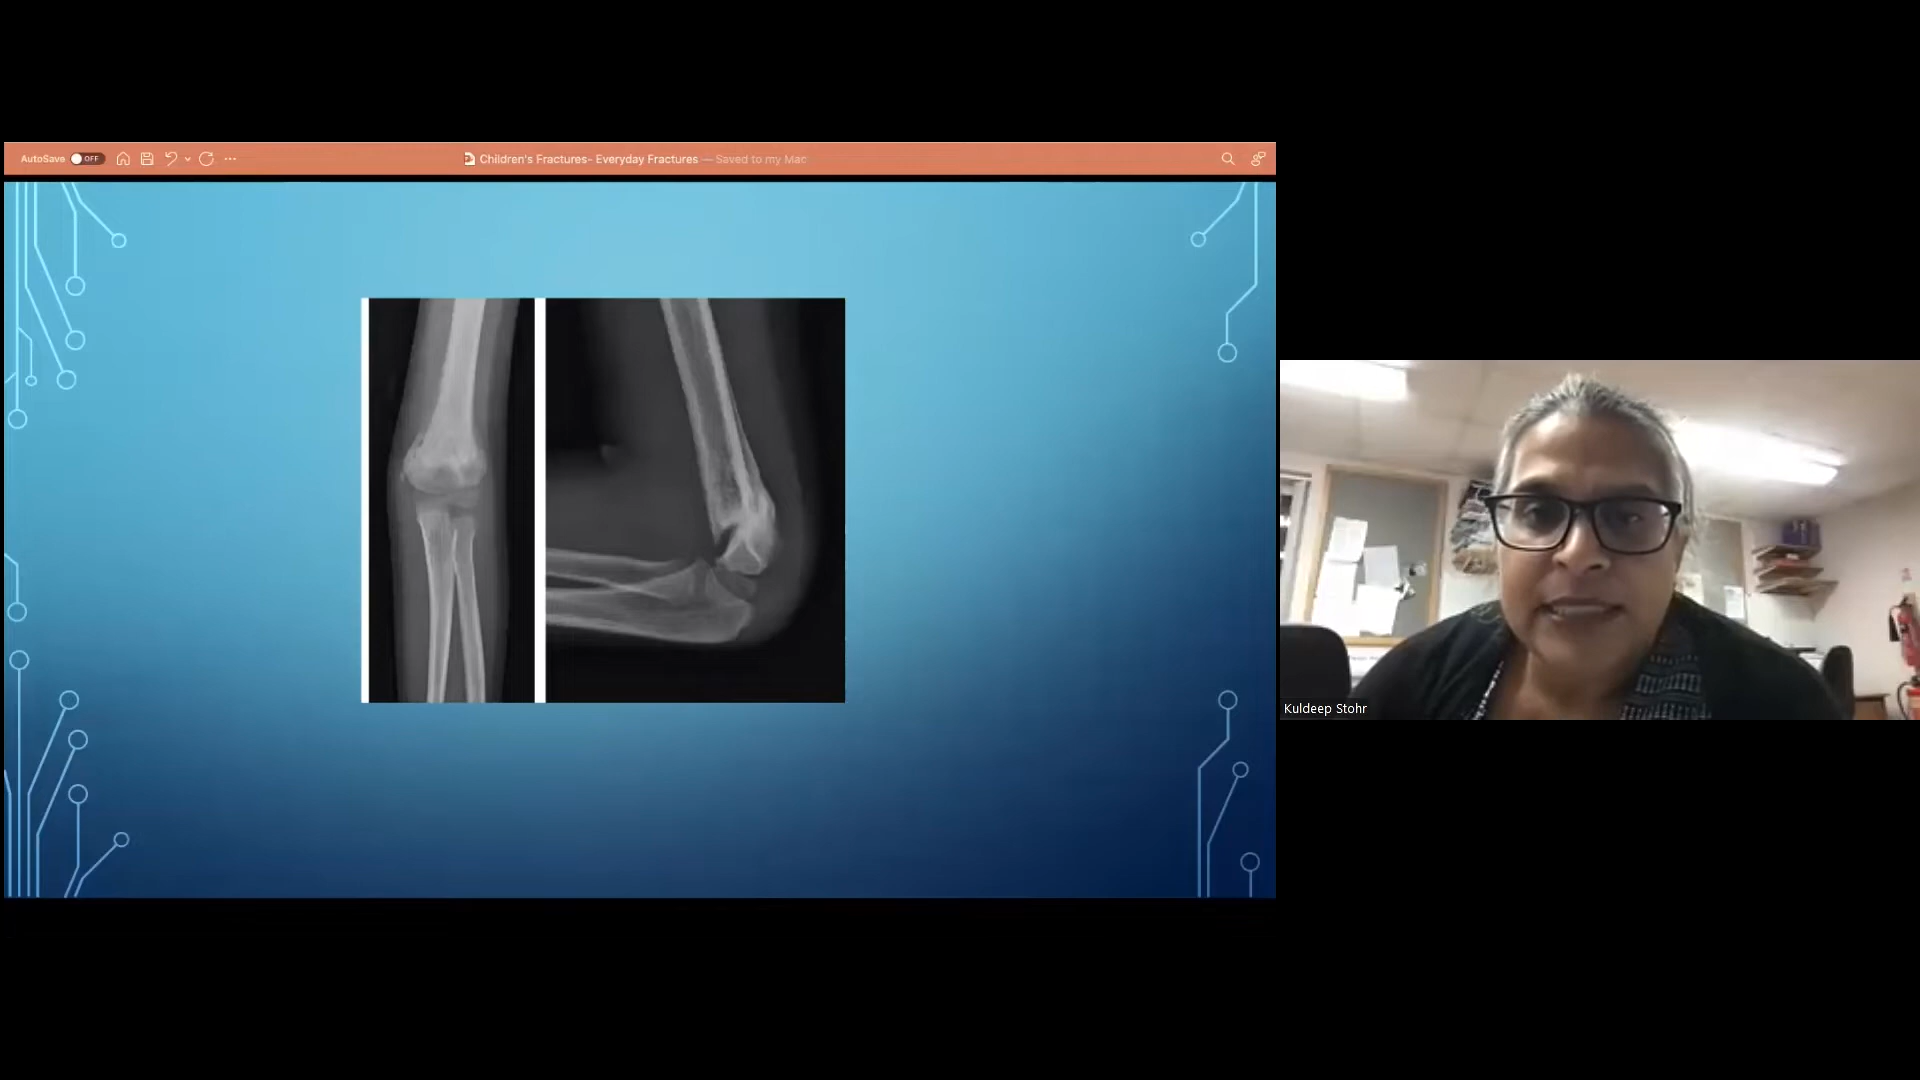 AutoSave OFF Children's Fractures- Everyday Fractures — Saved to my Mac
Kuldeep Stohr